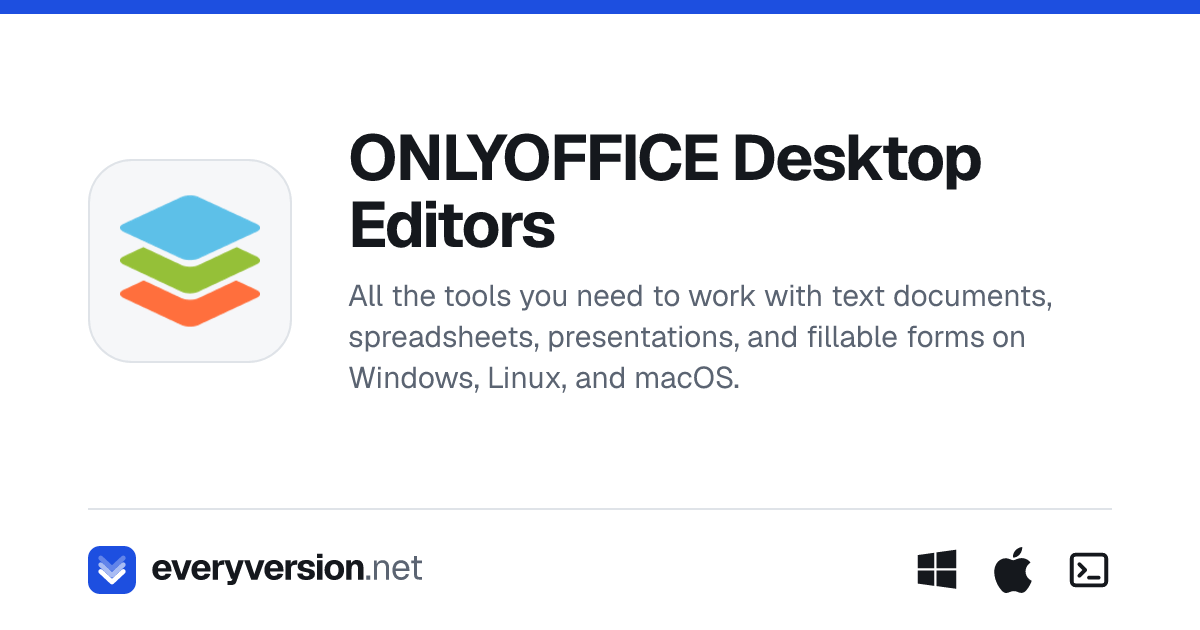 ONLYOFFICE Desktop
Editors
All the tools you need to work with text documents,
spreadsheets, presentations, and fillable forms on
Windows, Linux, and macOS.
everyversion.net